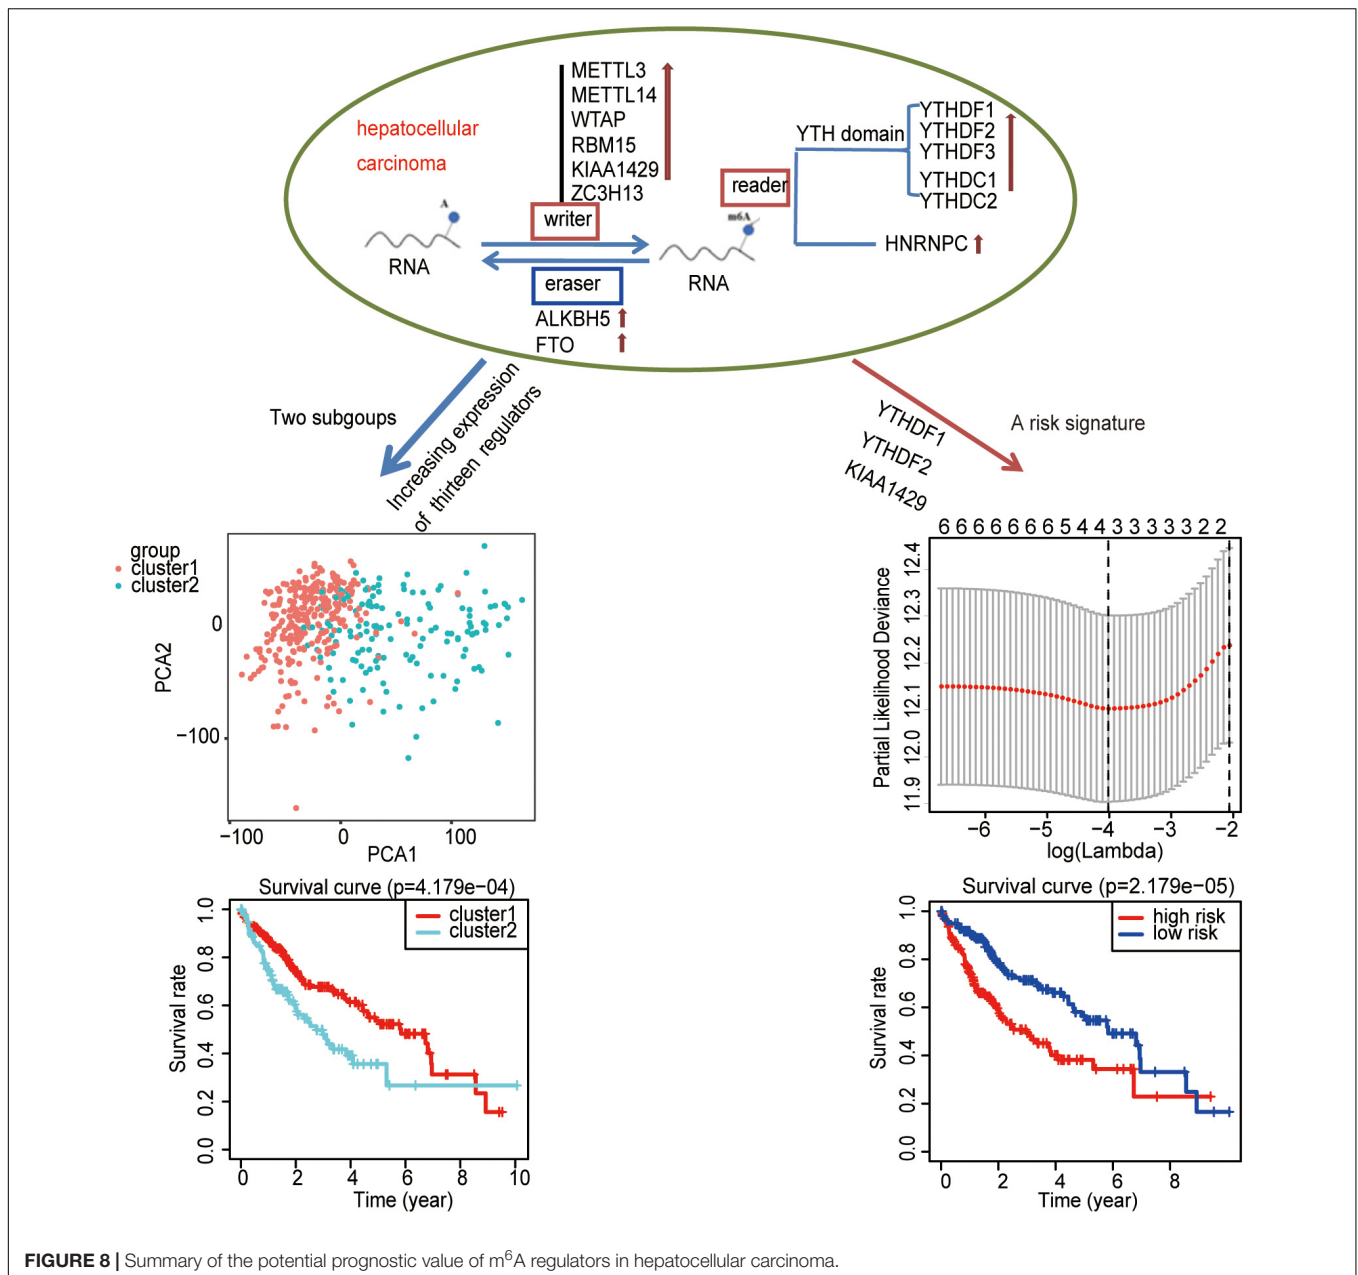 METTL3
METTL14
WTAP
RBM15
KIAA1429
ZC3H13
hepatocellular
carcinoma
YTH domain
YTHDF1
YTHDF2
YTHDF3
YTHDC1
YTHDC2
reader
writer
A
m6A
HNRNPC
RNA
RNA
eraser
ALKBH5
FTO
Two subgoups
Increasing expression
of thirteen regulators
YTHDF1
YTHDF2
KIAA1429
A risk signature
group
cluster1
cluster2
0
−100
PCA2
−100 0 100
PCA1
6 6 6 6 6 6 6 5 4 4 3 3 3 3 3 2 2
12.4
12.3
12.2
12.1
12.0
11.9
Partial Likelihood Deviance
−6 −5 −4 −3 −2
log(Lambda)
Survival curve (p=4.179e−04)
cluster1
cluster2
1.0
0.8
0.6
0.4
0.2
0.0
Survival rate
0 2 4 6 8 10
Time (year)
Survival curve (p=2.179e−05)
high risk
low risk
1.0
0.8
0.6
0.4
0.2
0.0
Survival rate
0 2 4 6 8
Time (year)
FIGURE 8 | Summary of the potential prognostic value of m⁶A regulators in hepatocellular carcinoma.